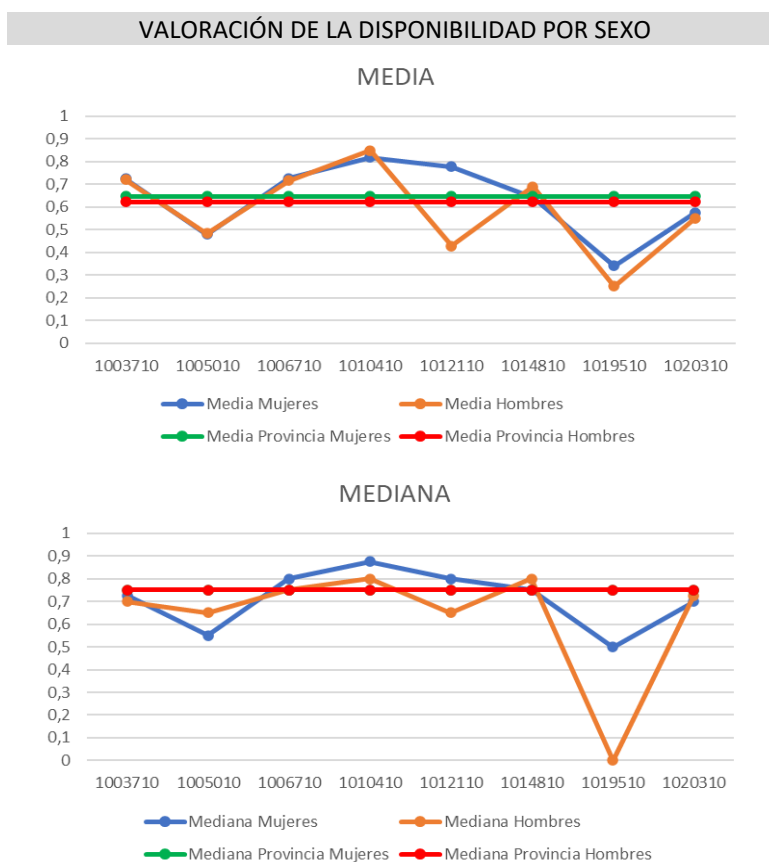 VALORACIÓN DE LA DISPONIBILIDAD POR SEXO
MEDIA
1
0,9
0,8
0,7
0,6
0,5
0,4
0,3
0,2
0,1
0
1003710 1005010 1006710 1010410 1012110 1014810 1019510 1020310
Media Mujeres Media Hombres
Media Provincia Mujeres Media Provincia Hombres
MEDIANA
1
0,9
0,8
0,7
0,6
0,5
0,4
0,3
0,2
0,1
0
1003710 1005010 1006710 1010410 1012110 1014810 1019510 1020310
Mediana Mujeres Mediana Hombres
Mediana Provincia Mujeres Mediana Provincia Hombres